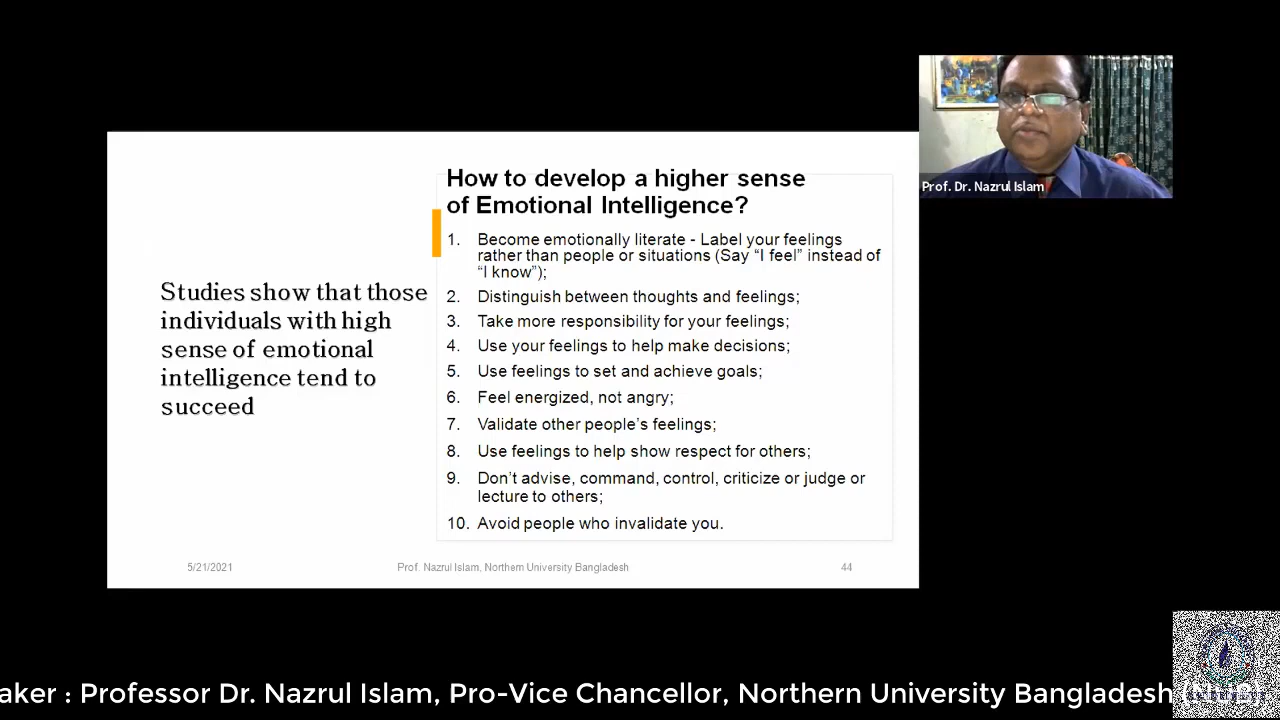 Prof. Dr. Nazrul Islam
How to develop a higher sense
of Emotional Intelligence?
Studies show that those
individuals with high
sense of emotional
intelligence tend to
succeed
1. Become emotionally literate - Label your feelings
rather than people or situations (Say “I feel” instead of
“I know”);
2. Distinguish between thoughts and feelings;
3. Take more responsibility for your feelings;
4. Use your feelings to help make decisions;
5. Use feelings to set and achieve goals;
6. Feel energized, not angry;
7. Validate other people’s feelings;
8. Use feelings to help show respect for others;
9. Don’t advise, command, control, criticize or judge or
lecture to others;
10. Avoid people who invalidate you.
5/21/2021 Prof. Nazrul Islam, Northern University Bangladesh 44
aker : Professor Dr. Nazrul Islam, Pro-Vice Chancellor, Northern University Bangladesh